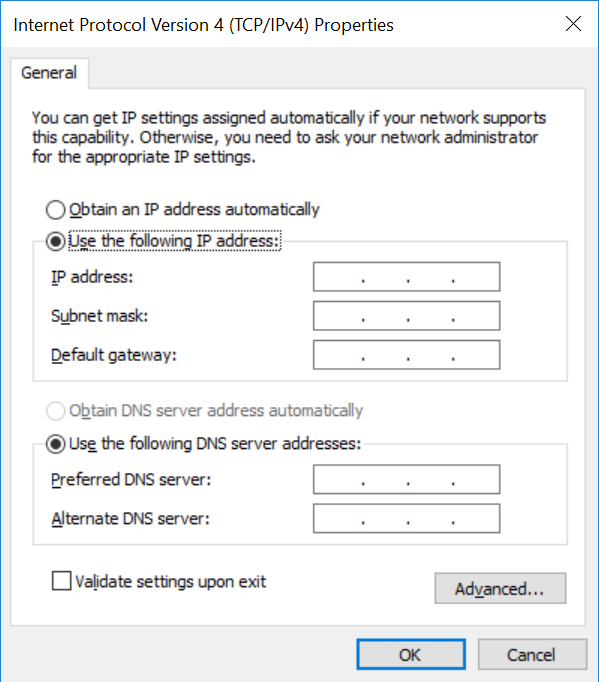 Internet Protocol Version 4 (TCP/IPv4) Properties
General
You can get IP settings assigned automatically if your network supports
this capability. Otherwise, you need to ask your network administrator
for the appropriate IP settings.
Obtain an IP address automatically
Use the following IP address:
IP address: . . .
Subnet mask: . . .
Default gateway: . . .
Obtain DNS server address automatically
Use the following DNS server addresses:
Preferred DNS server: . . .
Alternate DNS server: . . .
Validate settings upon exit
Advanced...
OK Cancel